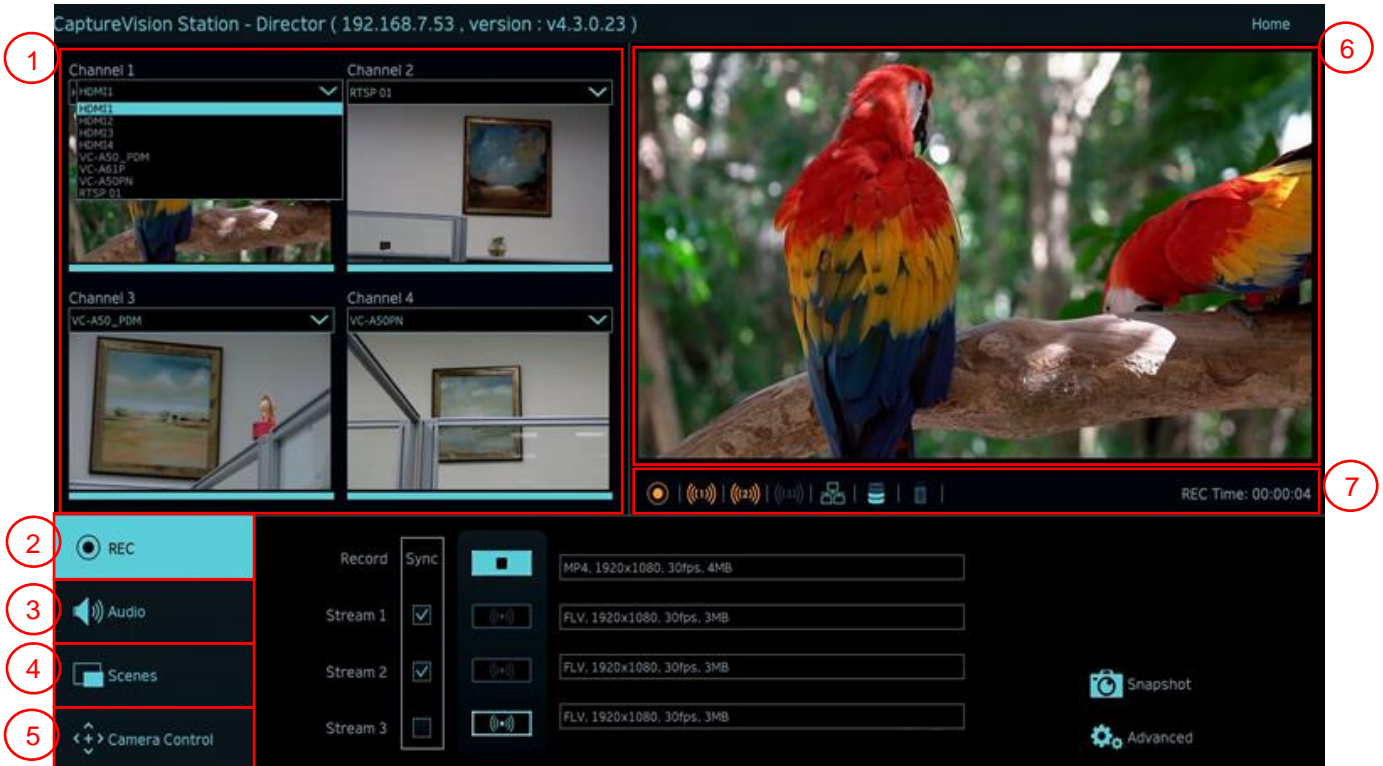 CaptureVision Station - Director ( 192.168.7.53 , version : v4.3.0.23 )
Home
1
6
Channel 1
Channel 2
HDMI1
RTSP 01
HDMI1
HDMI2
HDMI3
HDMI4
VC-A50_PDM
VC-A61P
VC-A50PN
RTSP 01
Channel 3
Channel 4
VC-A50_PDM
VC-A50PN
(1)
(2)
(3)
REC Time: 00:00:04
7
2
REC
Record
Sync
MP4, 1920x1080, 30fps, 4MB
3
Audio
Stream 1
FLV, 1920x1080, 30fps, 3MB
4
Scenes
Stream 2
FLV, 1920x1080, 30fps, 3MB
Snapshot
5
Camera Control
Stream 3
FLV, 1920x1080, 30fps, 3MB
Advanced